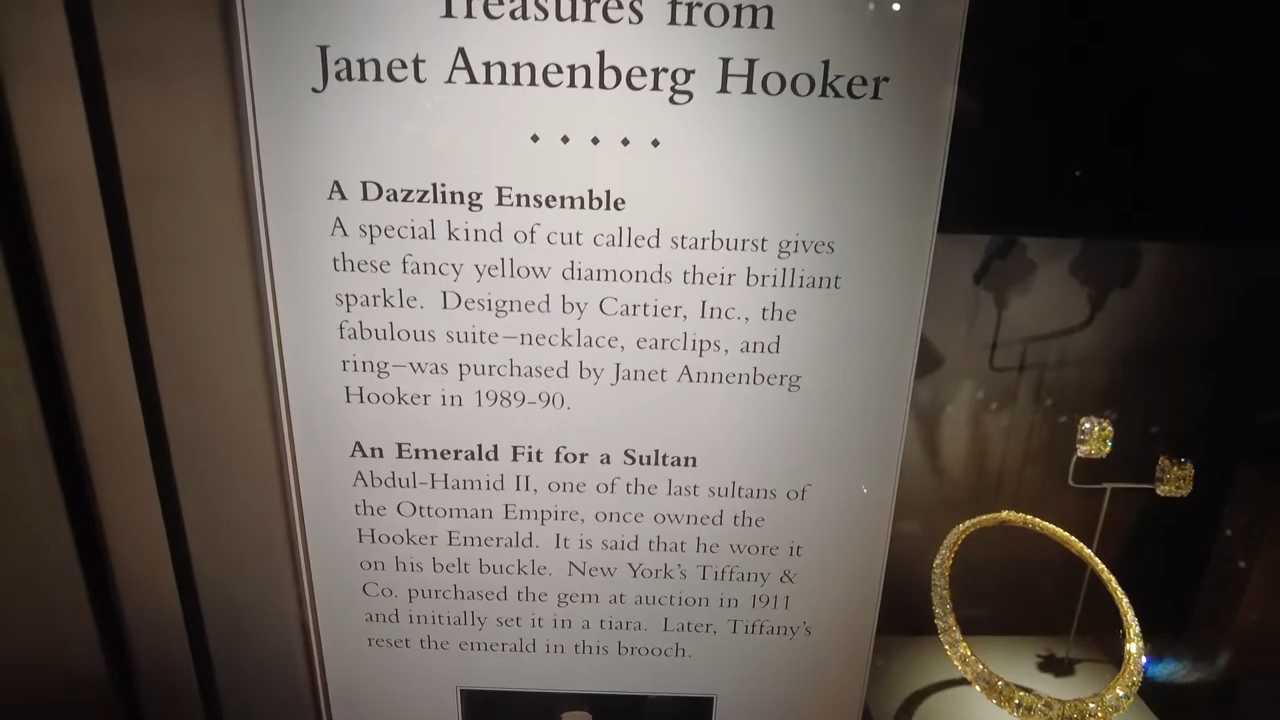 Treasures from
Janet Annenberg Hooker
A Dazzling Ensemble
A special kind of cut called starburst gives
these fancy yellow diamonds their brilliant
sparkle. Designed by Cartier, Inc., the
fabulous suite—necklace, earclips, and
ring—was purchased by Janet Annenberg
Hooker in 1989-90.
An Emerald Fit for a Sultan
Abdul-Hamid II, one of the last sultans of
the Ottoman Empire, once owned the
Hooker Emerald. It is said that he wore it
on his belt buckle. New York's Tiffany &
Co. purchased the gem at auction in 1911
and initially set it in a tiara. Later, Tiffany's
reset the emerald in this brooch.